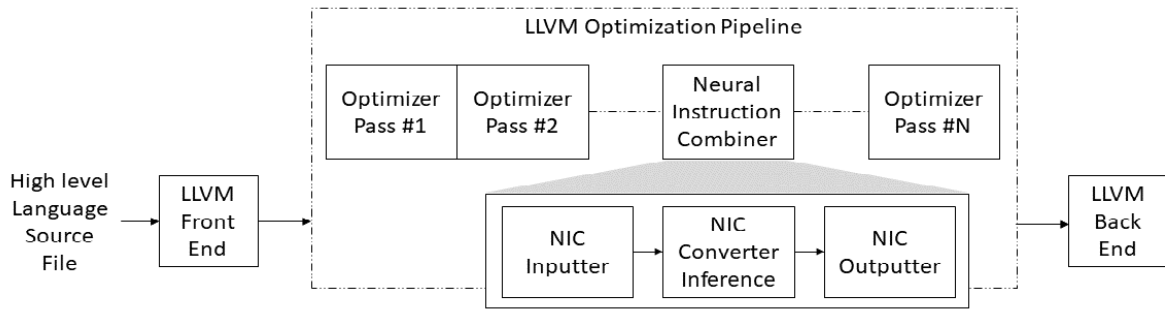 LLVM Optimization Pipeline
Optimizer
Pass #1
Optimizer
Pass #2
Neural
Instruction
Combiner
Optimizer
Pass #N
High level
Language
Source
File
LLVM
Front
End
NIC
Inputter
NIC
Converter
Inference
NIC
Outputter
LLVM
Back
End